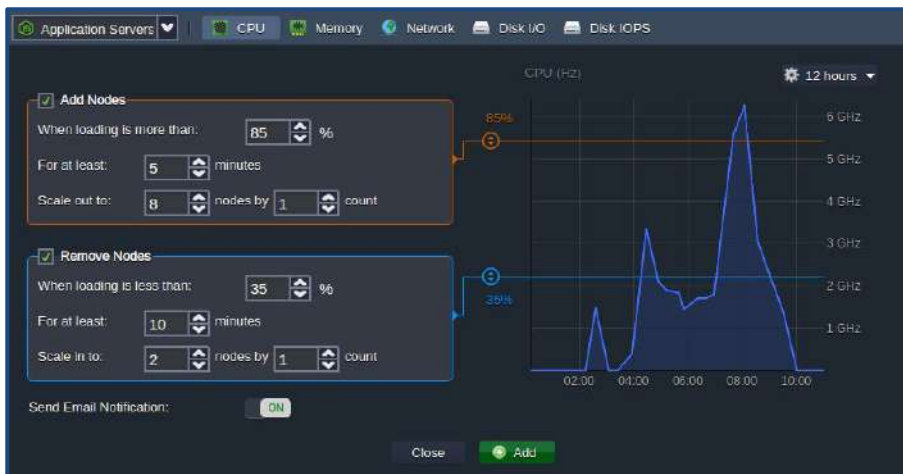 Application Servers CPU Memory Network Disk I/O Disk IOPS
CPU (Hz) 12 hours
Add Nodes
When loading is more than: 85 %
For at least: 5 minutes
Scale out to: 8 nodes by 1 count
Remove Nodes
When loading is less than: 35 %
For at least: 10 minutes
Scale in to: 2 nodes by 1 count
Send Email Notification: ON
85%
35%
6 GHz
5 GHz
4 GHz
3 GHz
2 GHz
1 GHz
02:00 04:00 06:00 08:00 10:00
Close Add